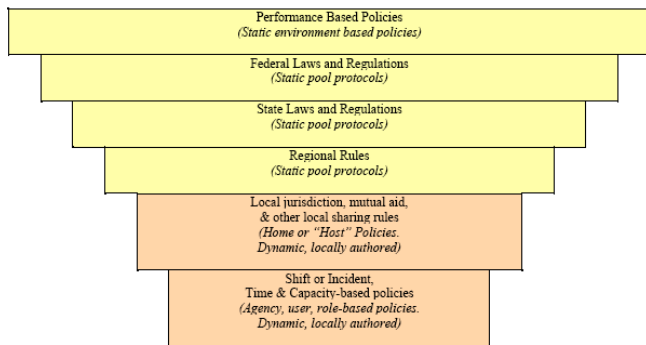 Performance Based Policies
(Static environment based policies)
Federal Laws and Regulations
(Static pool protocols)
State Laws and Regulations
(Static pool protocols)
Regional Rules
(Static pool protocols)
Local jurisdiction, mutual aid,
& other local sharing rules
(Home or “Host” Policies.
Dynamic, locally authored)
Shift or Incident,
Time & Capacity-based policies
(Agency, user, role-based policies.
Dynamic, locally authored)